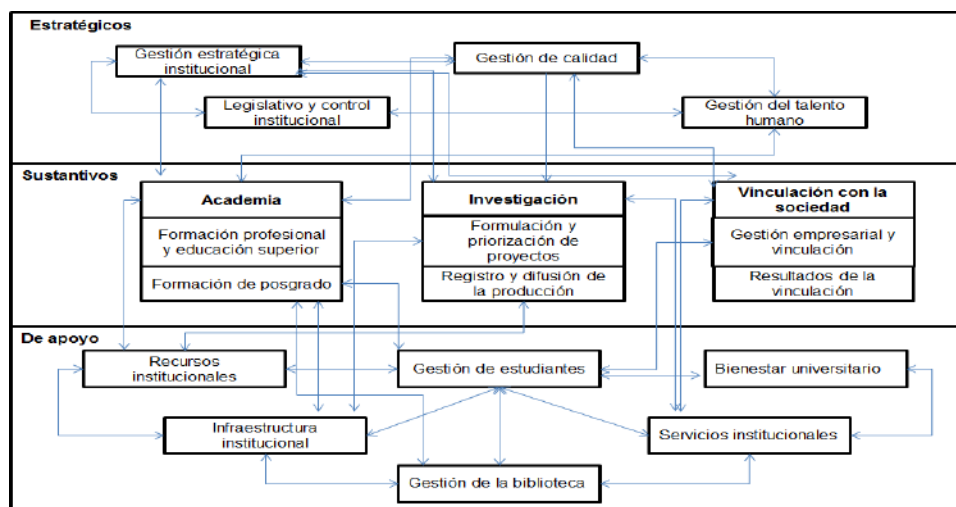 Estratégicos
Gestión estratégica
institucional
Gestión de calidad
Legislativo y control
institucional
Gestión del talento
humano
Sustantivos
Academia
Formación profesional
y educación superior
Formación de posgrado
Investigación
Formulación y
priorización de
proyectos
Registro y difusión de
la producción
Vinculación con la
sociedad
Gestión empresarial y
vinculación
Resultados de la
vinculación
De apoyo
Recursos
institucionales
Gestión de estudiantes
Bienestar universitario
Infraestructura
institucional
Servicios institucionales
Gestión de la biblioteca